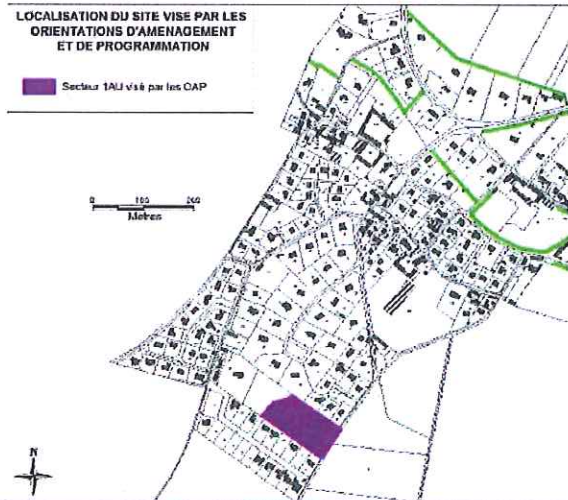 LOCALISATION DU SITE VISE PAR LES
ORIENTATIONS D'AMENAGEMENT
ET DE PROGRAMMATION
Secteur 1AU visé par les OAP
0 100 200
Mètres
N